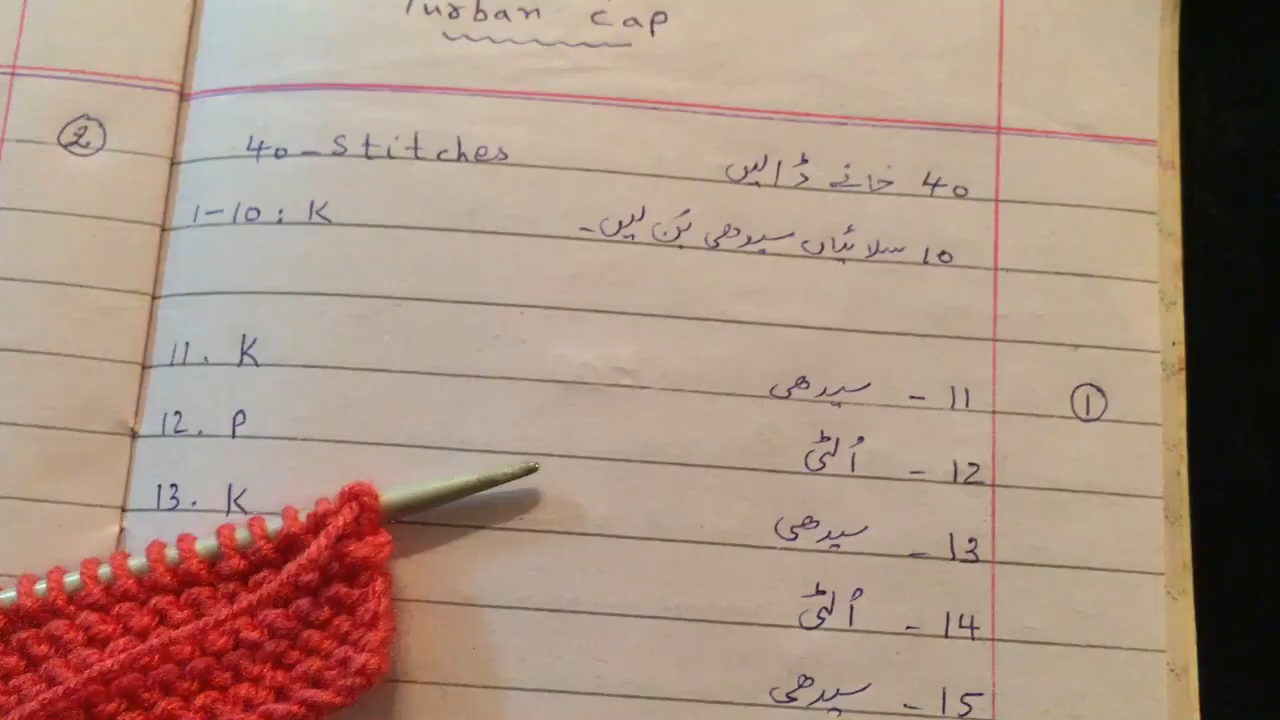 Turban Cap
② 40-Stitches 40 خانے ڈالیں
1-10: K 10 سلائیاں سیدھی بُن لیں۔
11. K 11 - سیدھی ①
12. P 12 - اُلٹی
13. K 13 - سیدھی
14 - اُلٹی
15 - سیدھی